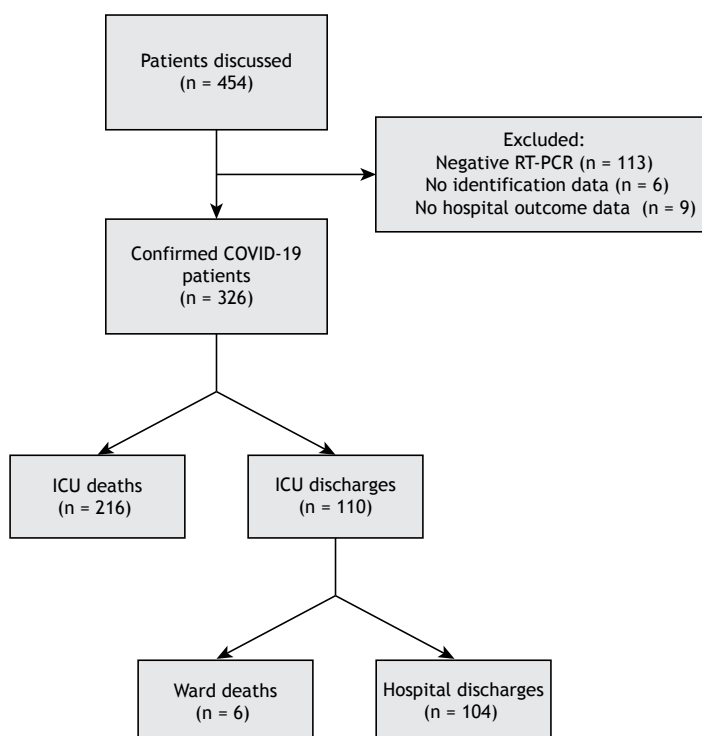 Patients discussed
(n = 454)
Excluded:
Negative RT-PCR (n = 113)
No identification data (n = 6)
No hospital outcome data (n = 9)
Confirmed COVID-19
patients
(n = 326)
ICU deaths
(n = 216)
ICU discharges
(n = 110)
Ward deaths
(n = 6)
Hospital discharges
(n = 104)